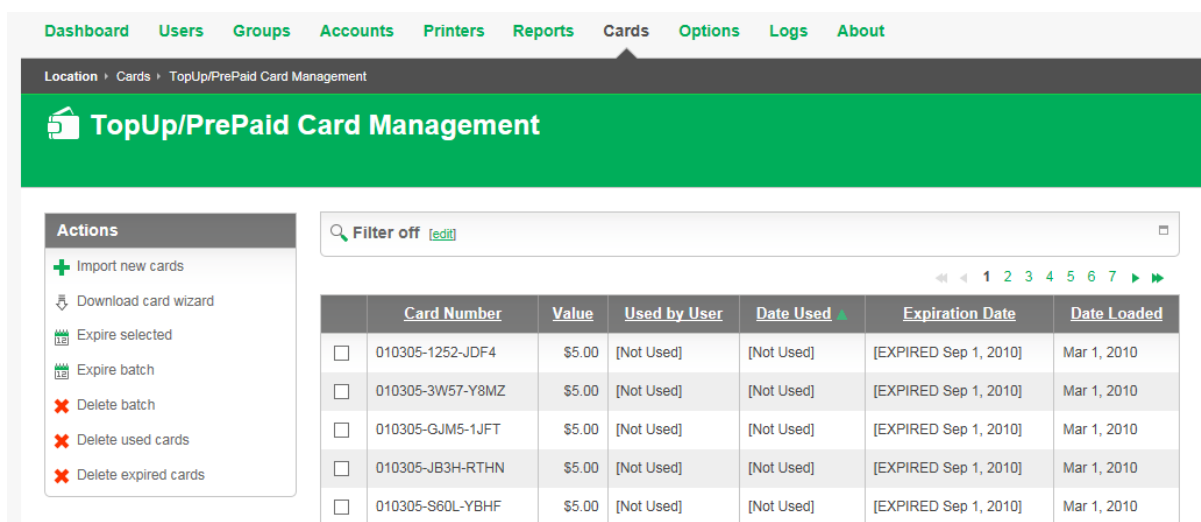 Dashboard Users Groups Accounts Printers Reports Cards Options Logs About
Location Cards TopUp/PrePaid Card Management
TopUp/PrePaid Card Management
Actions
Import new cards
Download card wizard
12 Expire selected
12 Expire batch
Delete batch
Delete used cards
Delete expired cards
Filter off [edit]
1 2 3 4 5 6 7
Card Number Value Used by User Date Used Expiration Date Date Loaded
010305-1252-JDF4 $5.00 [Not Used] [Not Used] [EXPIRED Sep 1, 2010] Mar 1, 2010
010305-3W57-Y8MZ $5.00 [Not Used] [Not Used] [EXPIRED Sep 1, 2010] Mar 1, 2010
010305-GJM5-1JFT $5.00 [Not Used] [Not Used] [EXPIRED Sep 1, 2010] Mar 1, 2010
010305-JB3H-RTHN $5.00 [Not Used] [Not Used] [EXPIRED Sep 1, 2010] Mar 1, 2010
010305-S60L-YBHF $5.00 [Not Used] [Not Used] [EXPIRED Sep 1, 2010] Mar 1, 2010